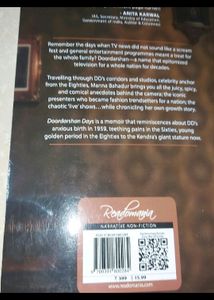 - ANITA KARWAL
IAS, Secretary, Ministry of Education,
Government of India, Author & Columnist
Remember the days when TV news did not sound like a scream
fest and general entertainment programmes meant a treat for
the whole family? Doordarshan—a name that epitomized
television for a whole nation for decades.
Travelling through DD's corridors and studios, celebrity anchor
from the Eighties, Manna Bahadur brings you all the juicy, spicy,
and comical anecdotes behind the camera; the iconic
presenters who became fashion trendsetters for a nation; the
chaotic 'live' shows...while chronicling her own growth story.
Doordarshan Days is a memoir that reminisces about DD's
anxious birth in 1959, teething pains in the Sixties, young
golden period in the Eighties to the Kendra's giant stature now.
Readomania
NARRATIVE NON-FICTION
www.readomania.com